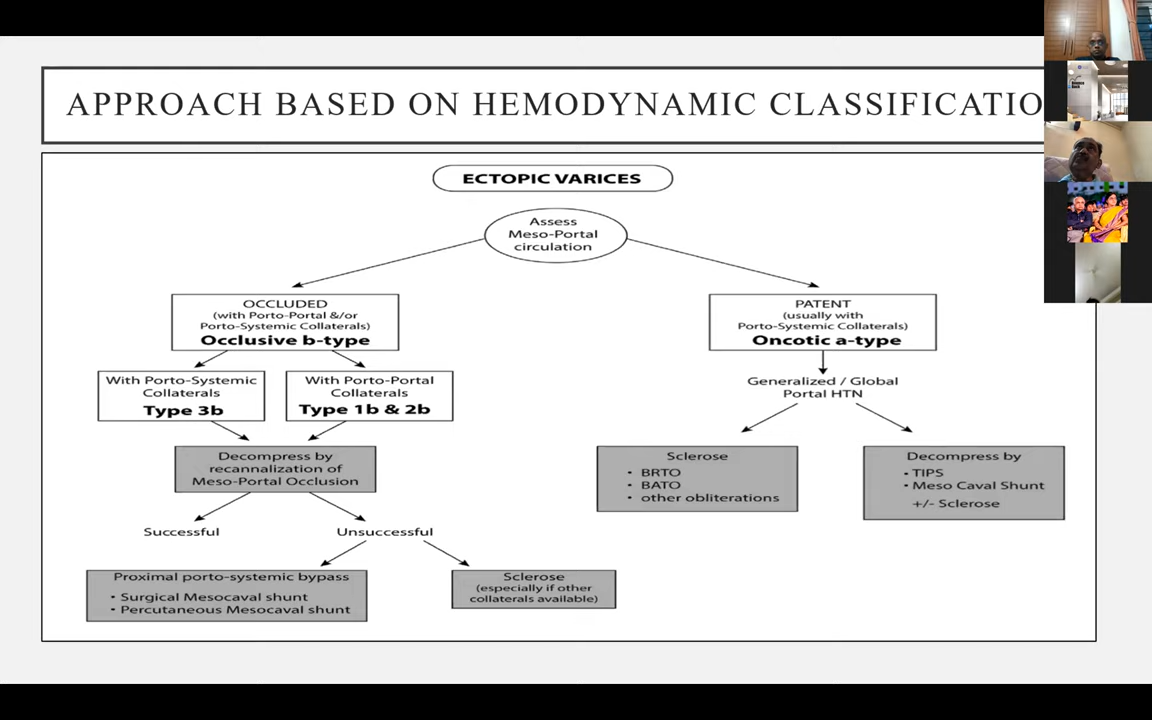 APPROACH BASED ON HEMODYNAMIC CLASSIFICATIO
ECTOPIC VARICES
Assess
Meso-Portal
circulation
OCCLUDED
(with Porto-Portal &/or
Porto-Systemic Collaterals)
Occlusive b-type
PATENT
(usually with
Porto-Systemic Collaterals)
Oncotic a-type
With Porto-Systemic
Collaterals
Type 3b
With Porto-Portal
Collaterals
Type 1b & 2b
Generalized / Global
Portal HTN
Decompress by
recannalization of
Meso-Portal Occlusion
Sclerose
• BRTO
• BATO
• other obliterations
Decompress by
• TIPS
• Meso Caval Shunt
+/- Sclerose
Successful
Unsuccessful
Proximal porto-systemic bypass
• Surgical Mesocaval shunt
• Percutaneous Mesocaval shunt
Sclerose
(especially if other
collaterals available)